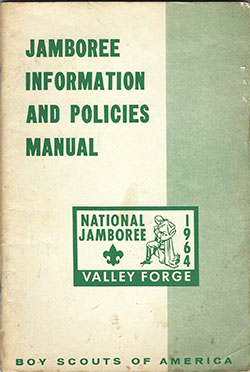 JAMBOREE
INFORMATION
AND POLICIES
MANUAL
NATIONAL
JAMBOREE
1964
VALLEY FORGE
BOY SCOUTS OF AMERICA